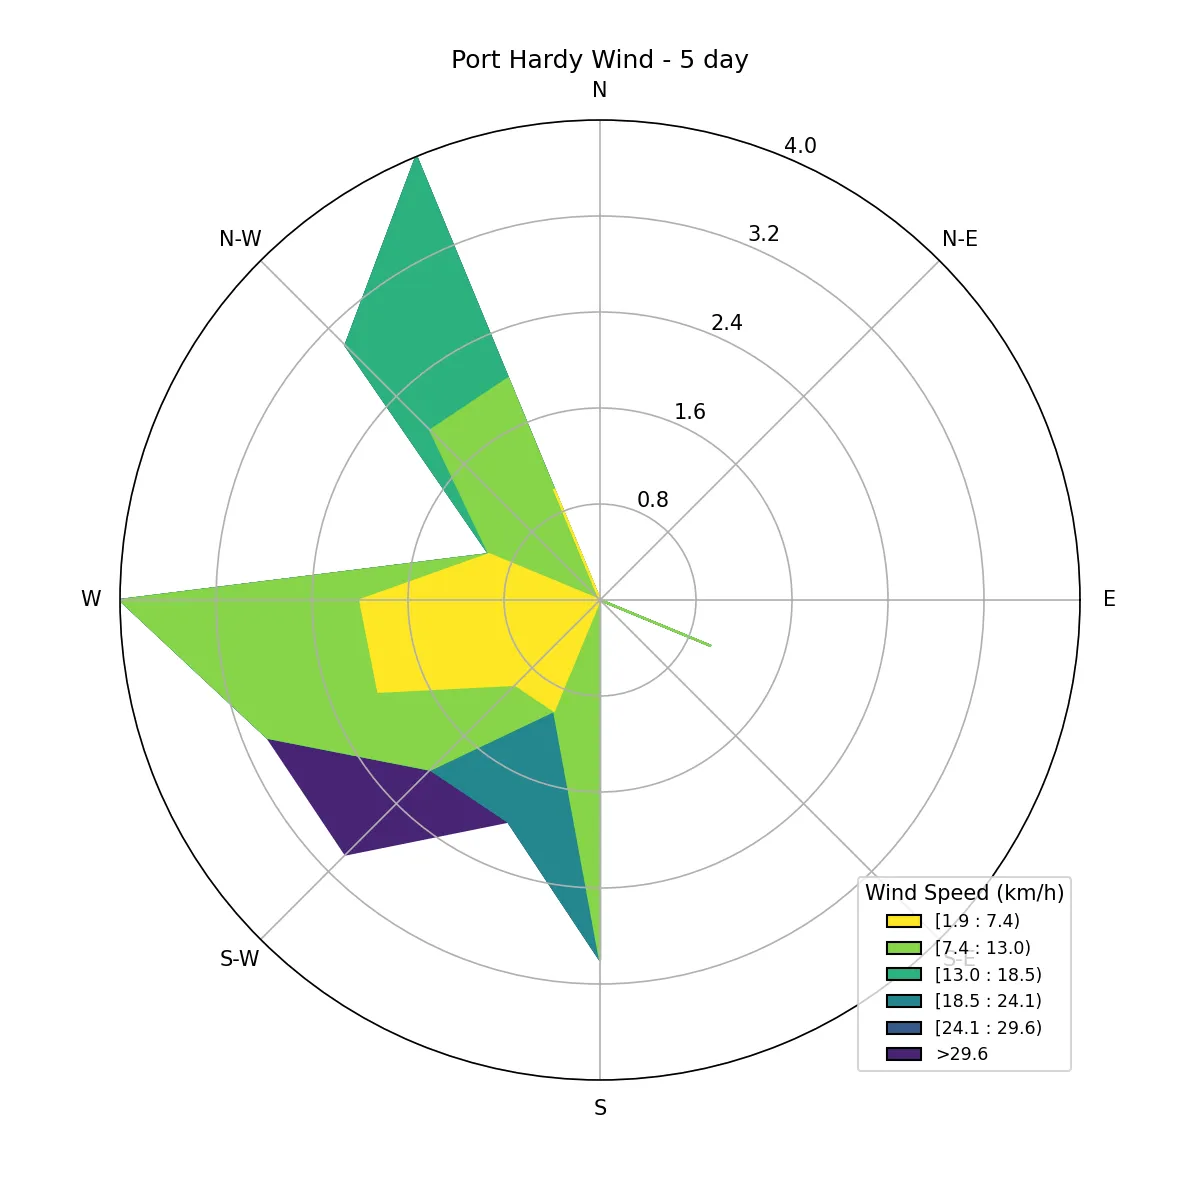 Port Hardy Wind - 5 day
N
4.0
N-W
N-E
3.2
2.4
1.6
0.8
W
E
S-W
S-E
S
Wind Speed (km/h)
[1.9 : 7.4)
[7.4 : 13.0)
[13.0 : 18.5)
[18.5 : 24.1)
[24.1 : 29.6)
>29.6